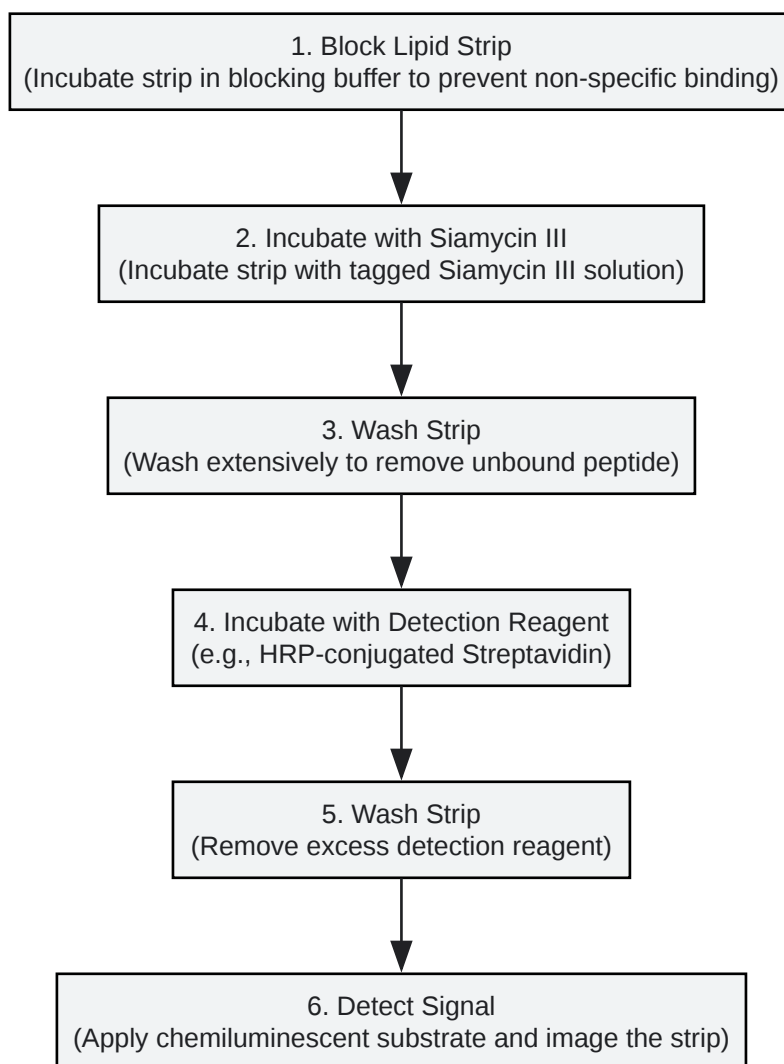 1. Block Lipid Strip
(Incubate strip in blocking buffer to prevent non-specific binding)
2. Incubate with Siamycin III
(Incubate strip with tagged Siamycin III solution)
3. Wash Strip
(Wash extensively to remove unbound peptide)
4. Incubate with Detection Reagent
(e.g., HRP-conjugated Streptavidin)
5. Wash Strip
(Remove excess detection reagent)
6. Detect Signal
(Apply chemiluminescent substrate and image the strip)